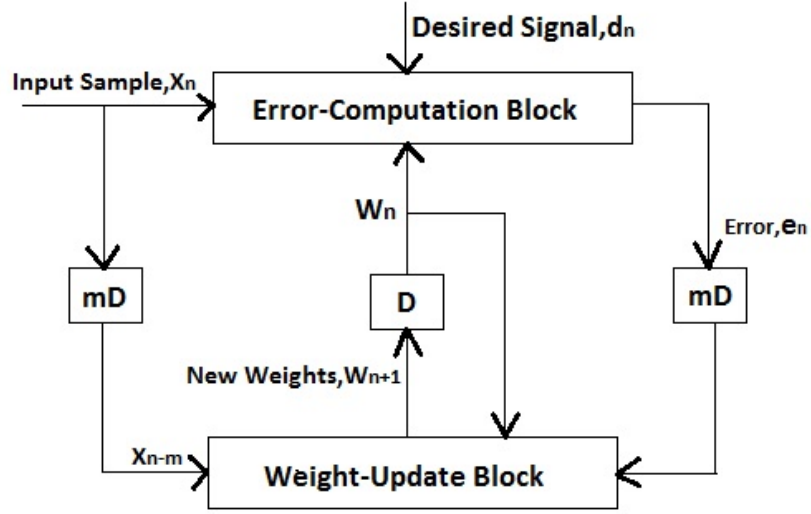 Desired Signal,dn
Input Sample,Xn
Error-Computation Block
Wn
Error,en
mD
D
mD
New Weights,Wn+1
Xn-m
Weight-Update Block